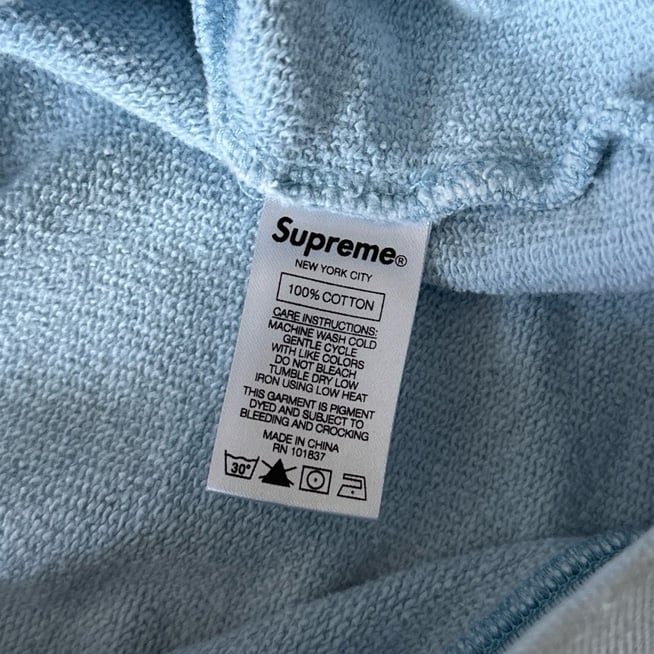 Supreme®
NEW YORK CITY
100% COTTON
CARE INSTRUCTIONS:
MACHINE WASH COLD
GENTLE CYCLE
WITH LIKE COLORS
DO NOT BLEACH
TUMBLE DRY LOW
IRON USING LOW HEAT
THIS GARMENT IS PIGMENT
DYED AND SUBJECT TO
BLEEDING AND CROCKING
MADE IN CHINA
RN 101837
30°